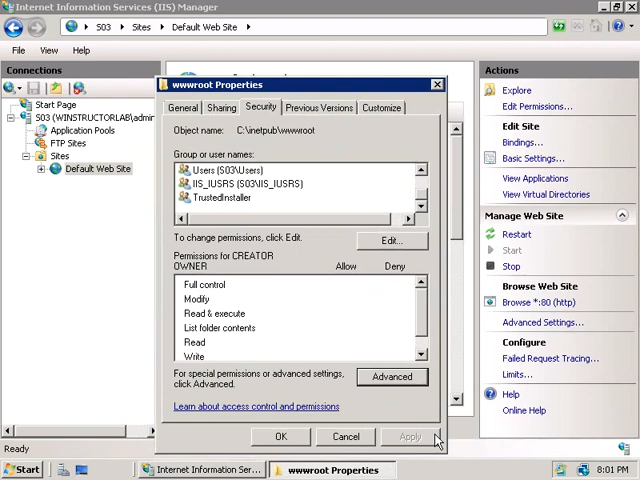 Internet Information Services (IIS) Manager
S03
Sites
Default Web Site
File
View
Help
Connections
Start Page
S03 (WINSTRUCTORLAB\admin
Application Pools
FTP Sites
Sites
Default Web Site
Ready
wwwroot Properties
General
Sharing
Security
Previous Versions
Customize
Object name: C:\inetpub\wwwroot
Group or user names:
Users (S03\Users)
IIS_IUSRS (S03\IIS_IUSRS)
TrustedInstaller
To change permissions, click Edit.
Edit...
Permissions for CREATOR
OWNER
Allow
Deny
Full control
Modify
Read & execute
List folder contents
Read
Write
For special permissions or advanced settings,
click Advanced.
Advanced
Learn about access control and permissions
OK
Cancel
Apply
Actions
Explore
Edit Permissions...
Edit Site
Bindings...
Basic Settings...
View Applications
View Virtual Directories
Manage Web Site
Restart
Start
Stop
Browse Web Site
Browse *:80 (http)
Advanced Settings...
Configure
Failed Request Tracing...
Limits...
Help
Online Help
Start
Internet Information Ser...
wwwroot Properties
8:01 PM